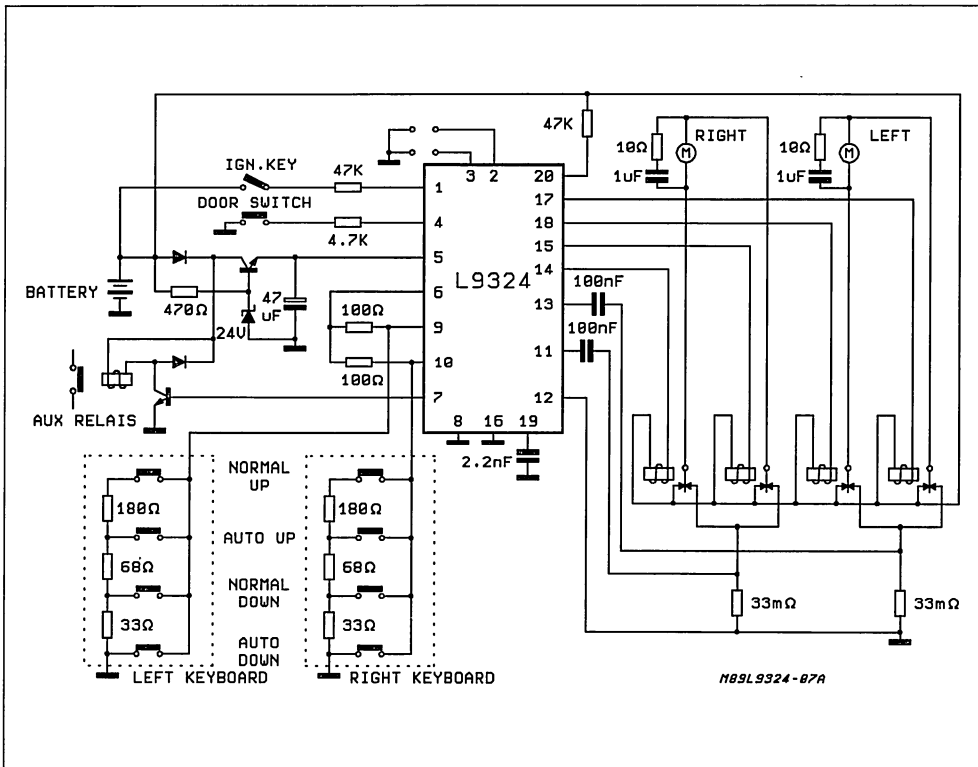 47K
RIGHT
LEFT
10Ω
M
10Ω
M
1uF
1uF
IGN.KEY
47K
3 2
20
1
17
DOOR SWITCH
4
18
4.7K
15
5
L9324
14
100nF
BATTERY
6
13
470Ω
47
uF
100Ω
24V
9
100nF
10
11
100Ω
7
12
AUX RELAIS
8 16 19
2.2nF
NORMAL
UP
180Ω
180Ω
AUTO UP
68Ω
68Ω
NORMAL
DOWN
33Ω
33Ω
33mΩ
33mΩ
AUTO
DOWN
LEFT KEYBOARD
RIGHT KEYBOARD
M89L9324-07A